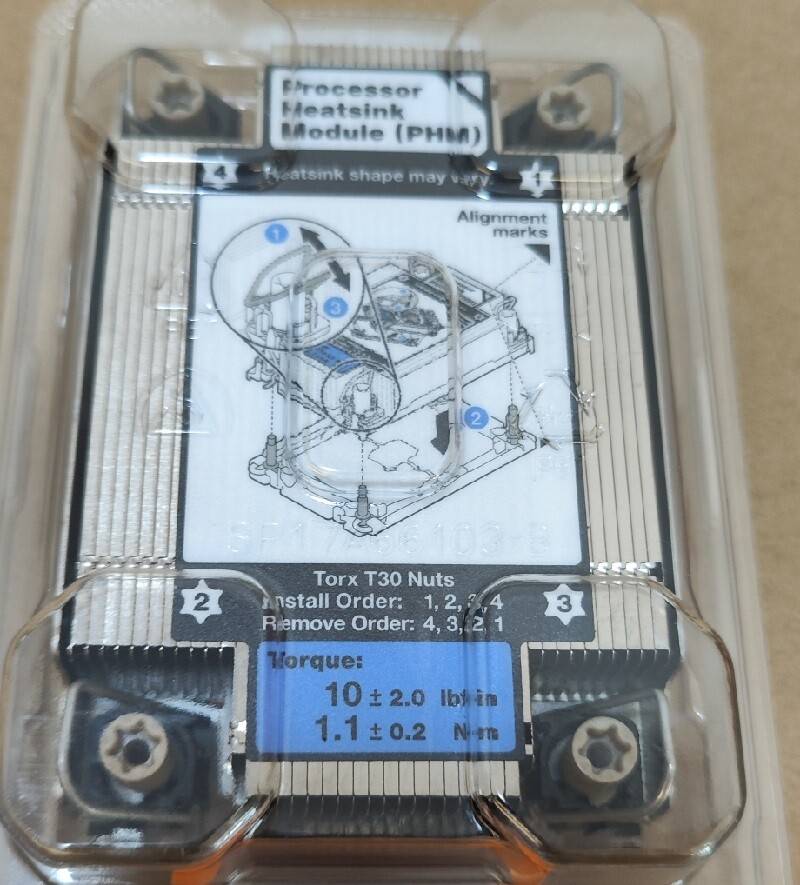 Processor
Heatsink
Module (PHM)
4 Heatsink shape may vary. 1
Alignment
marks
1
3
2
Torx T30 Nuts
2 Install Order: 1, 2, 3, 4 3
Remove Order: 4, 3, 2, 1
Torque:
10 ± 2.0 lbf·in
1.1 ± 0.2 N·m